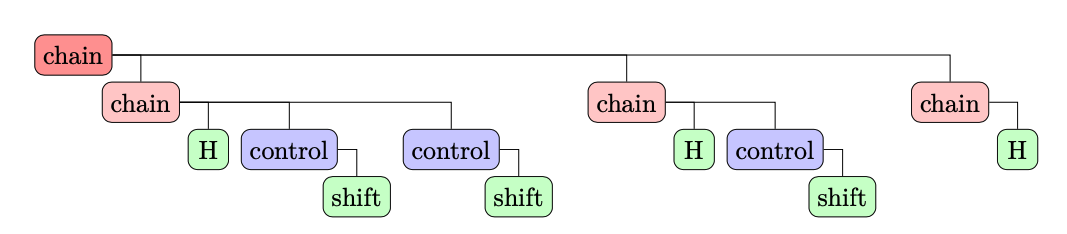 chain
chain chain chain
H control control H control H
shift shift shift